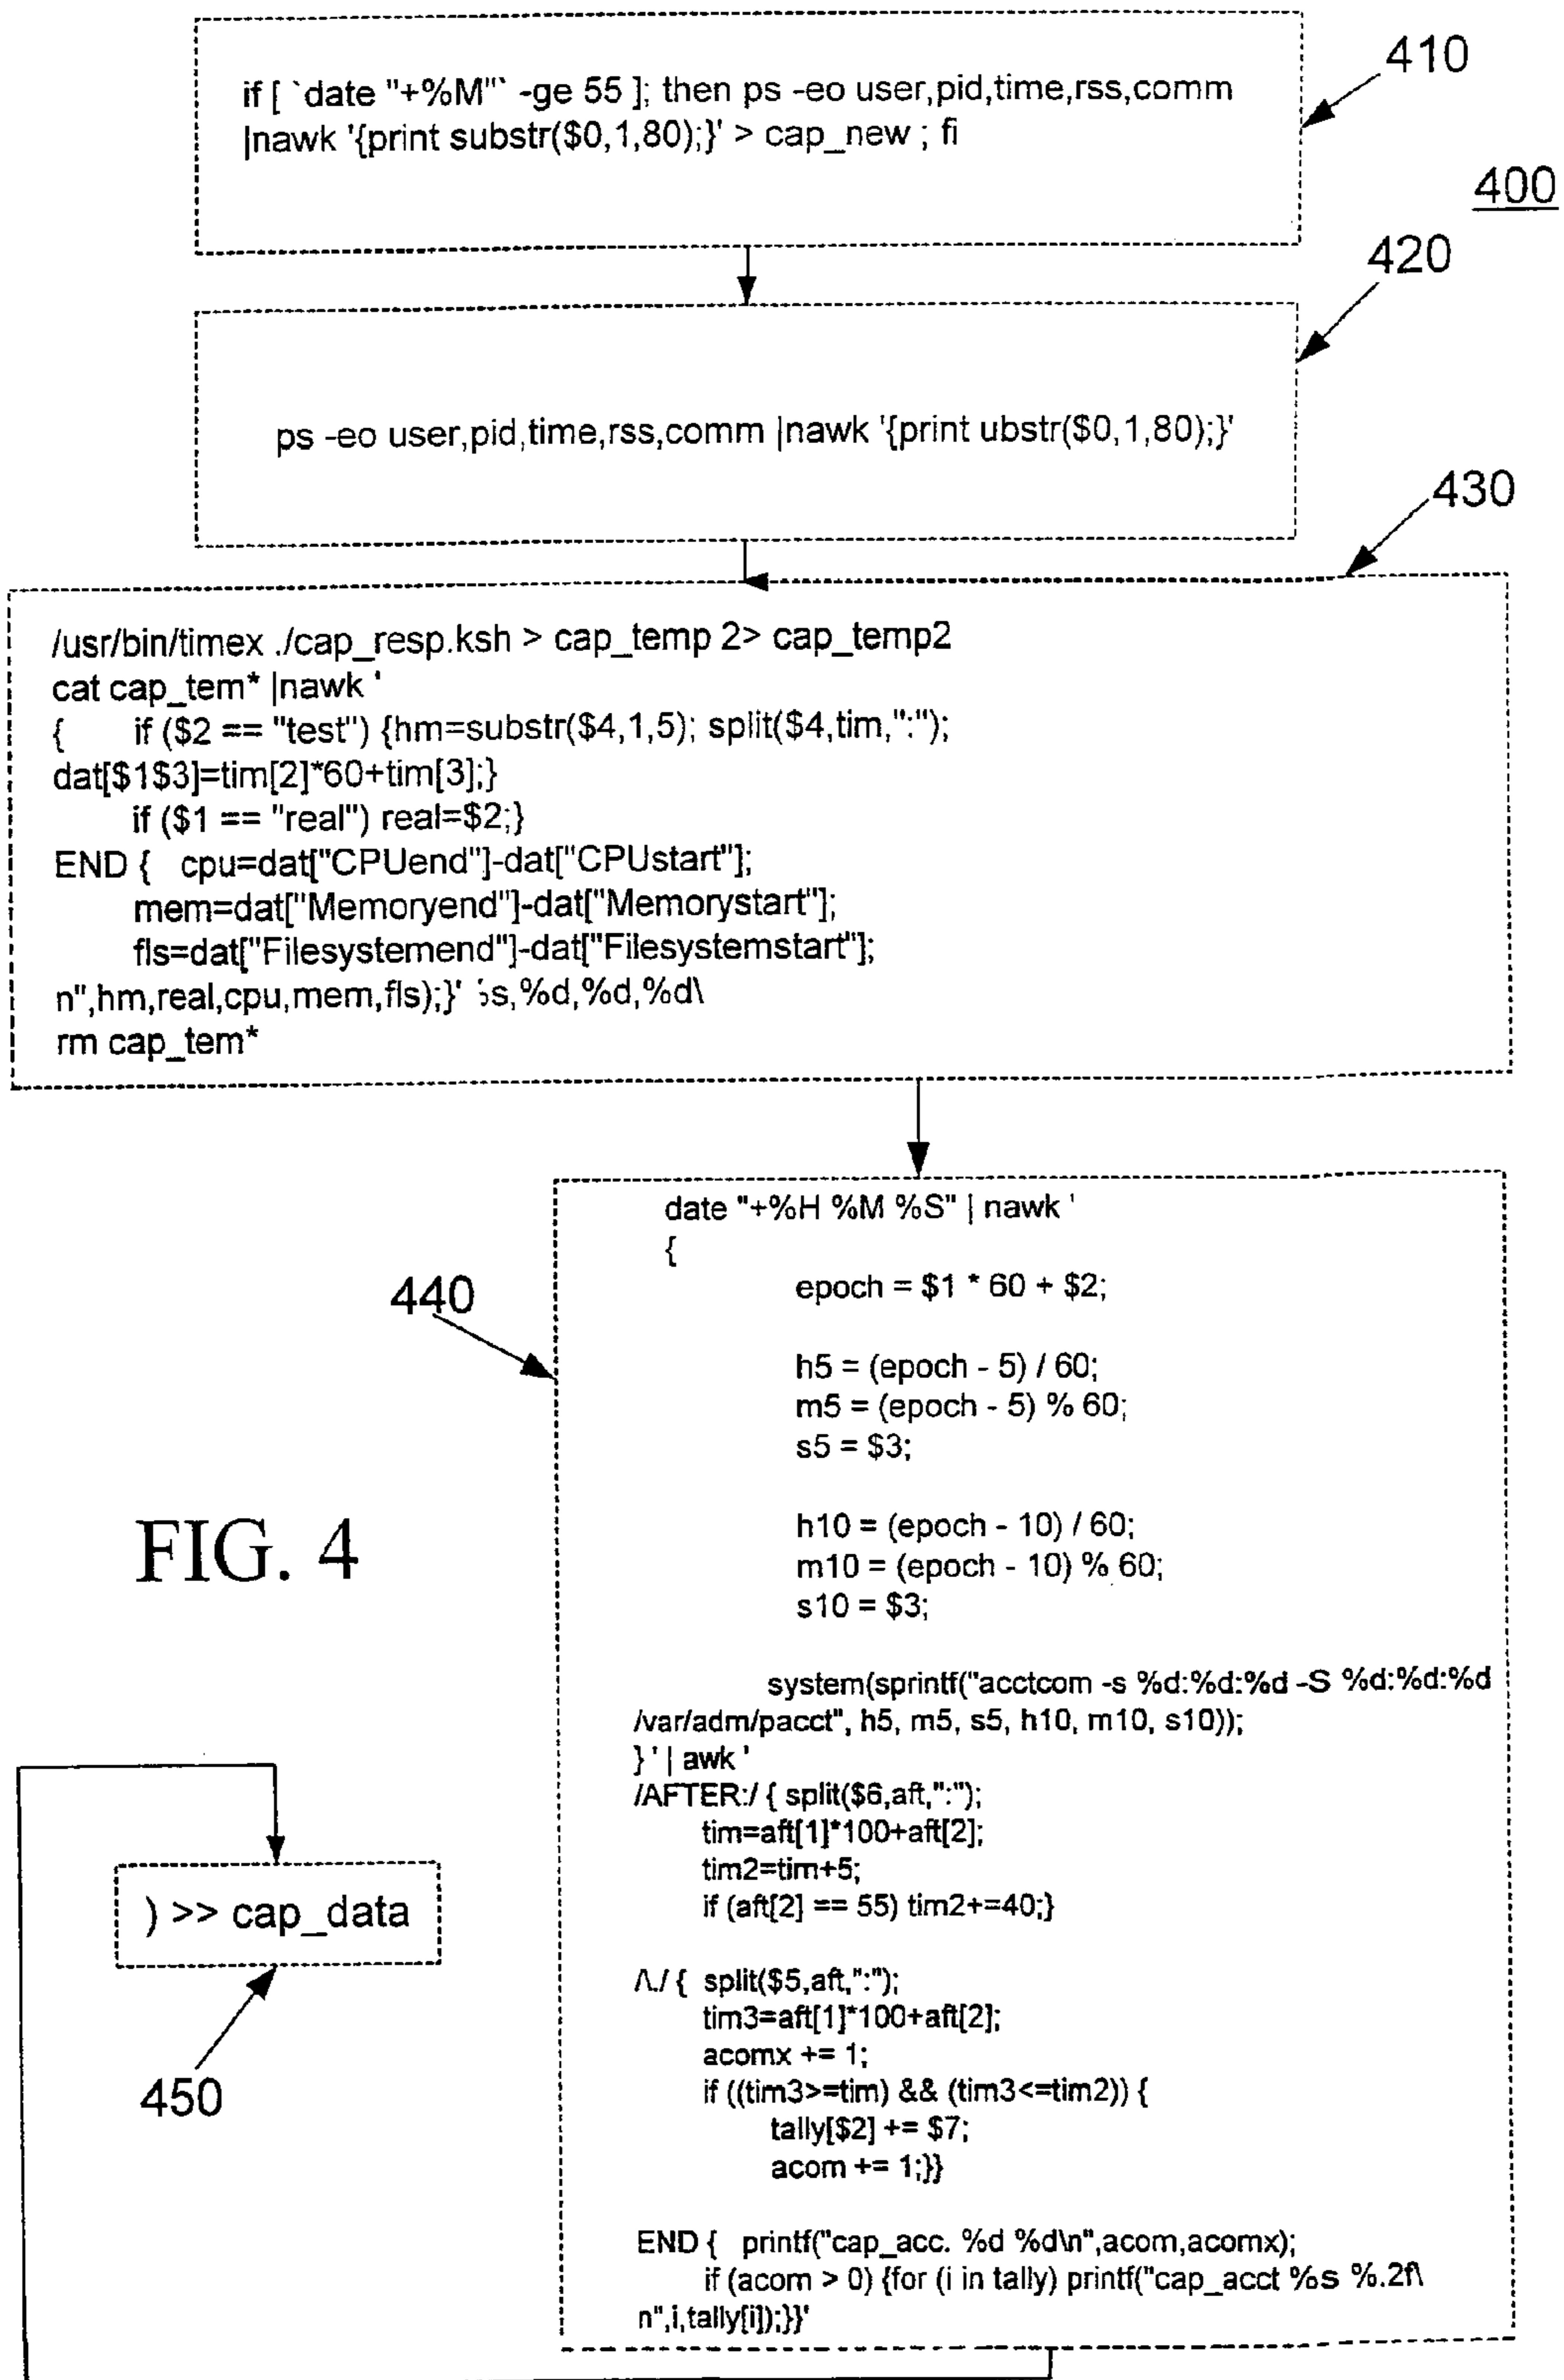 if [ `date "+%M"` -ge 55 ]; then ps -eo user,pid,time,rss,comm
|nawk '{print substr($0,1,80);}' > cap_new ; fi
410
400
420
ps -eo user,pid,time,rss,comm |nawk '{print ubstr($0,1,80);}'
430
/usr/bin/timex ./cap_resp.ksh > cap_temp 2> cap_temp2
cat cap_tem* |nawk '
{ if ($2 == "test") {hm=substr($4,1,5); split($4,tim,":");
dat[$1$3]=tim[2]*60+tim[3];}
if ($1 == "real") real=$2;}
END { cpu=dat["CPUend"]-dat["CPUstart"];
mem=dat["Memoryend"]-dat["Memorystart"];
fls=dat["Filesystemend"]-dat["Filesystemstart"];
n",hm,real,cpu,mem,fls);}' s,%d,%d,%d\
rm cap_tem*
440
date "+%H %M %S" | nawk '
{
epoch = $1 * 60 + $2;
h5 = (epoch - 5) / 60;
m5 = (epoch - 5) % 60;
s5 = $3;
h10 = (epoch - 10) / 60;
m10 = (epoch - 10) % 60;
s10 = $3;
system(sprintf("acctcom -s %d:%d:%d -S %d:%d:%d
/var/adm/pacct", h5, m5, s5, h10, m10, s10));
} ' | awk '
/AFTER:/ { split($6,aft,":");
tim=aft[1]*100+aft[2];
tim2=tim+5;
if (aft[2] == 55) tim2+=40;}
/\./ { split($5,aft,":");
tim3=aft[1]*100+aft[2];
acomx += 1;
if ((tim3>=tim) && (tim3<=tim2)) {
tally[$2] += $7;
acom += 1;}}
END { printf("cap_acc. %d %d\n",acom,acomx);
if (acom > 0) {for (i in tally) printf("cap_acct %s %.2f\
n",i,tally[i]);}}'
FIG. 4
) >> cap_data
450